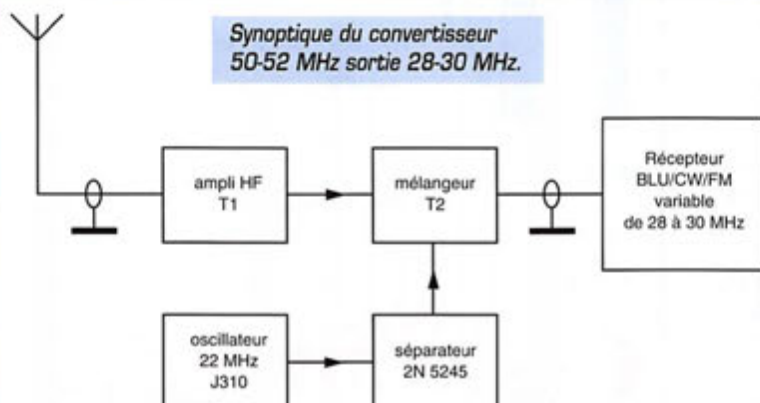 Synoptique du convertisseur
50-52 MHz sortie 28-30 MHz.
ampli HF
T1
mélangeur
T2
Récepteur
BLU/CW/FM
variable
de 28 à 30 MHz
oscillateur
22 MHz
J310
séparateur
2N 5245